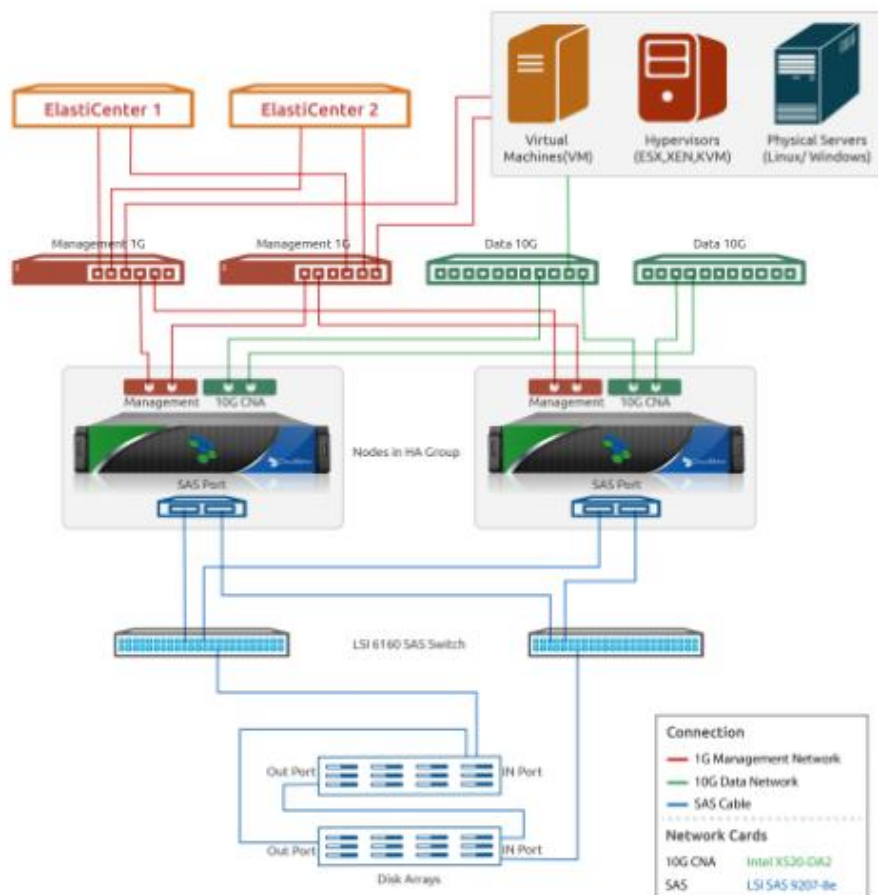 ElastiCenter 1
ElastiCenter 2
Virtual
Machines(VM)
Hypervisors
(ESX,XEN,KVM)
Physical Servers
(Linux/ Windows)
Management 1G
Management 1G
Data 10G
Data 10G
Management
10G CNA
Management
10G CNA
Nodes in HA Group
SAS Port
SAS Port
LSI 6160 SAS Switch
Out Port
IN Port
Out Port
IN Port
Disk Arrays
Connection
1G Management Network
10G Data Network
SAS Cable
Network Cards
10G CNA Intel X520-DA2
SAS LSI SAS 9207-8e